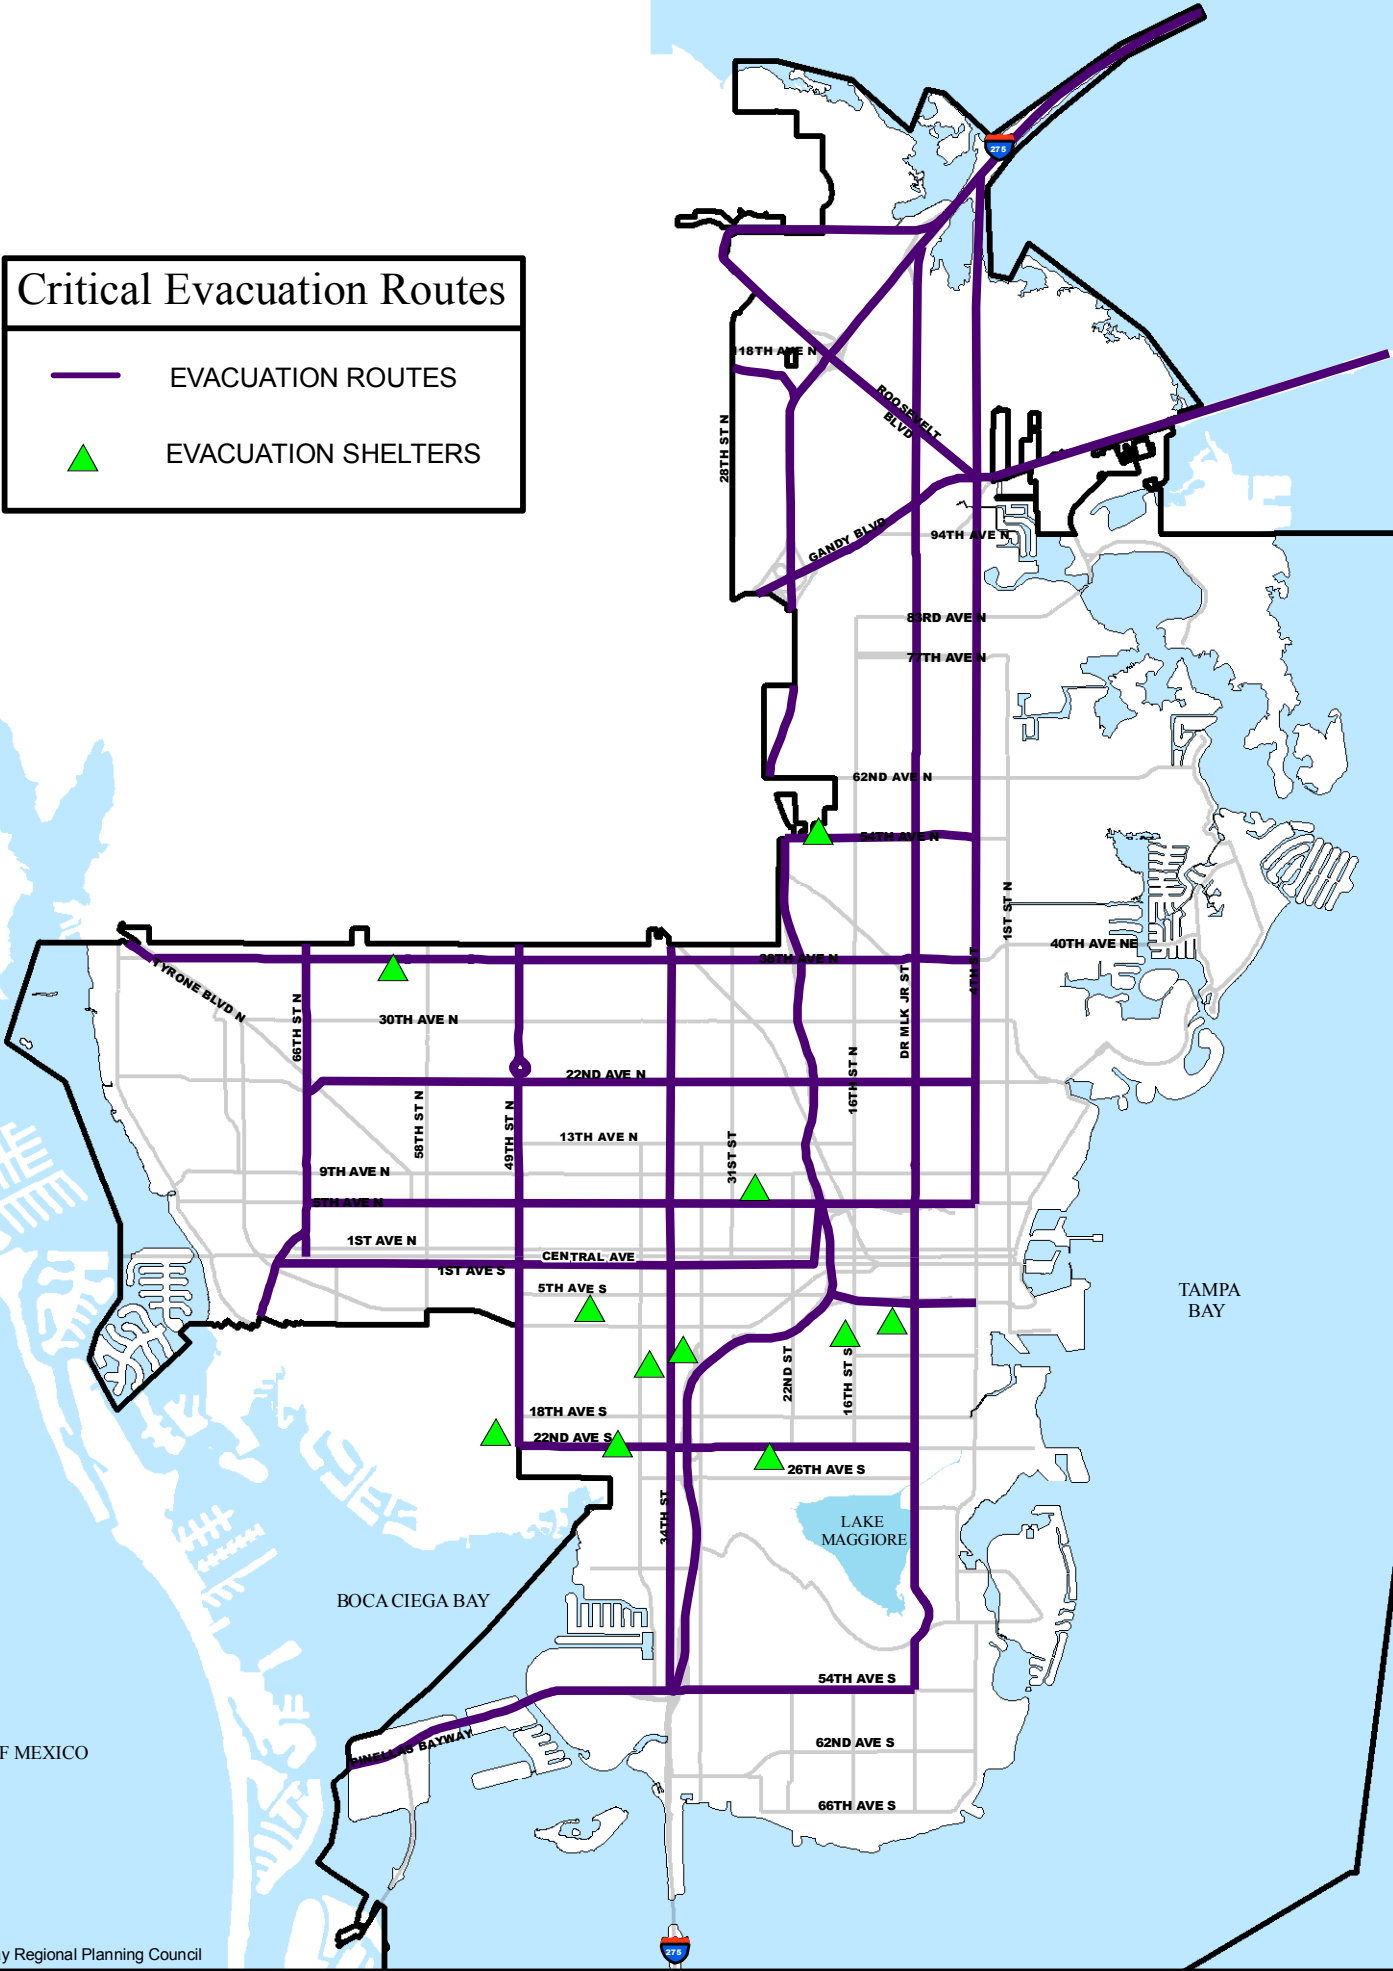 275
Critical Evacuation Routes
EVACUATION ROUTES
EVACUATION SHELTERS
118TH AVE N
ROOSEVELT
BLVD
28TH ST N
GANDY BLVD
94TH AVE N
83RD AVE N
77TH AVE N
62ND AVE N
54TH AVE N
1ST ST N
40TH AVE NE
38TH AVE N
4TH ST
TYRONE BLVD N
DR MLK JR ST
66TH ST N
30TH AVE N
22ND AVE N
16TH ST N
58TH ST N
49TH ST N
13TH AVE N
31ST ST
9TH AVE N
5TH AVE N
1ST AVE N
CENTRAL AVE
1ST AVE S
5TH AVE S
TAMPA
BAY
22ND ST
16TH ST S
18TH AVE S
22ND AVE S
26TH AVE S
34TH ST
LAKE
MAGGIORE
BOCA CIEGA BAY
54TH AVE S
PINELLAS BAYWAY
62ND AVE S
F MEXICO
66TH AVE S
275
y Regional Planning Council